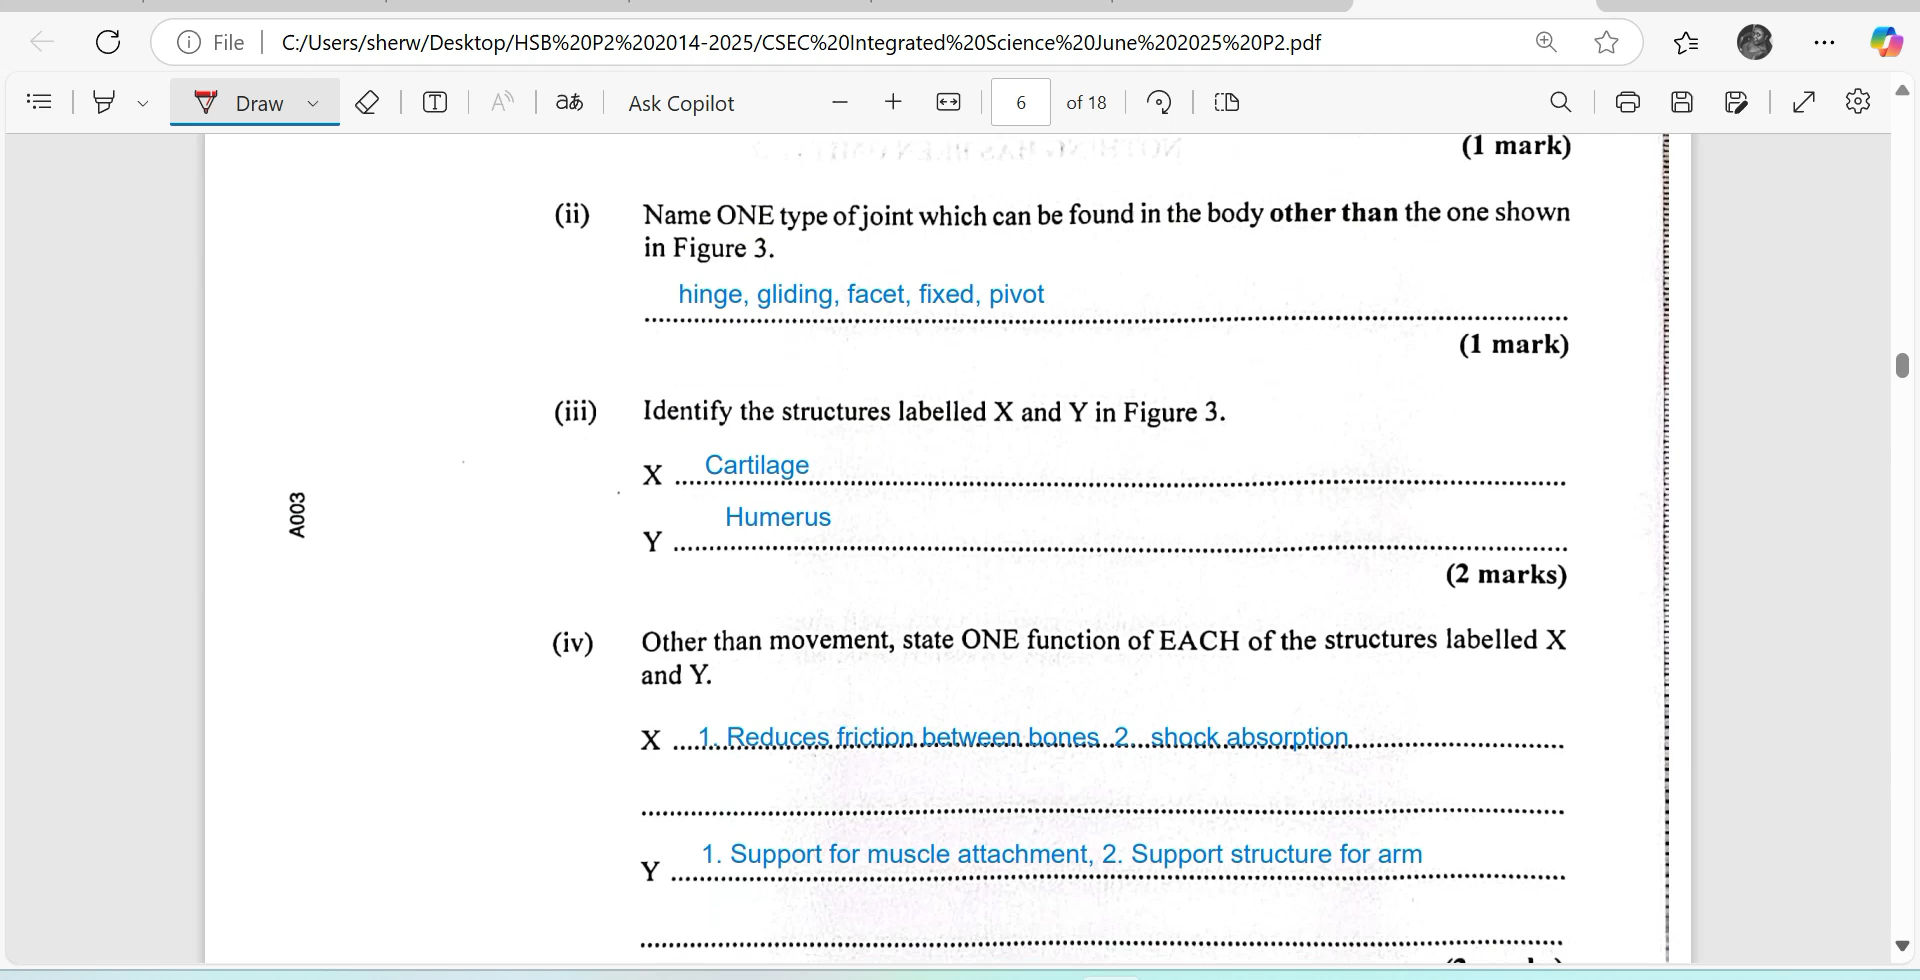 File
C:/Users/sherw/Desktop/HSB%20P2%202014-2025/CSEC%20Integrated%20Science%20June%202025%20P2.pdf
Draw
aあ
Ask Copilot
6 of 18
(1 mark)
(ii) Name ONE type of joint which can be found in the body other than the one shown
in Figure 3.
hinge, gliding, facet, fixed, pivot
(1 mark)
(iii) Identify the structures labelled X and Y in Figure 3.
X Cartilage
A003
Humerus
Y
(2 marks)
(iv) Other than movement, state ONE function of EACH of the structures labelled X
and Y.
X 1. Reduces friction between bones 2. shock absorption
1. Support for muscle attachment, 2. Support structure for arm
Y